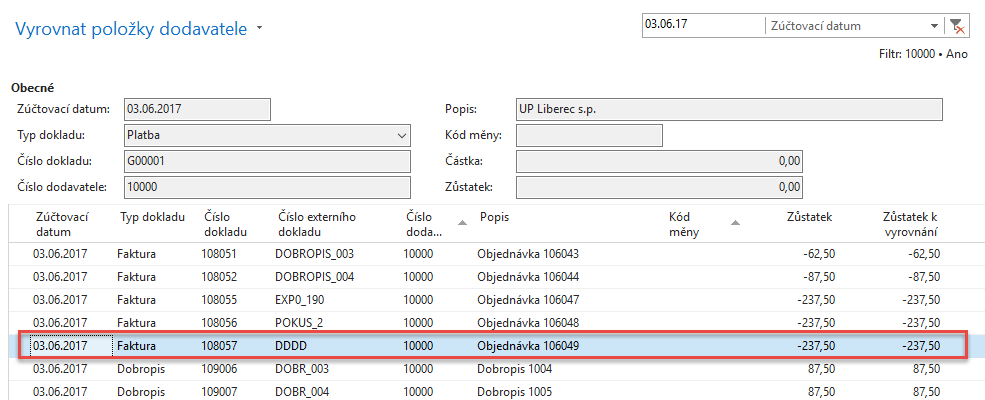 Vyrovnat položky dodavatele
03.06.17 Zúčtovací datum
Filtr: 10000 • Ano
Obecné
Zúčtovací datum: 03.06.2017 Popis: UP Liberec s.p.
Typ dokladu: Platba Kód měny:
Číslo dokladu: G00001 Částka: 0,00
Číslo dodavatele: 10000 Zůstatek: 0,00
Zúčtovací datum Typ dokladu Číslo dokladu Číslo externího dokladu Číslo doda... Popis Kód měny Zůstatek Zůstatek k vyrovnání
03.06.2017 Faktura 108051 DOBROPIS_003 10000 Objednávka 106043 -62,50 -62,50
03.06.2017 Faktura 108052 DOBROPIS_004 10000 Objednávka 106044 -87,50 -87,50
03.06.2017 Faktura 108055 EXP0_190 10000 Objednávka 106047 -237,50 -237,50
03.06.2017 Faktura 108056 POKUS_2 10000 Objednávka 106048 -237,50 -237,50
03.06.2017 Faktura 108057 DDDD 10000 Objednávka 106049 -237,50 -237,50
03.06.2017 Dobropis 109006 DOBR_003 10000 Dobropis 1004 87,50 87,50
03.06.2017 Dobropis 109007 DOBR_004 10000 Dobropis 1005 87,50 87,50